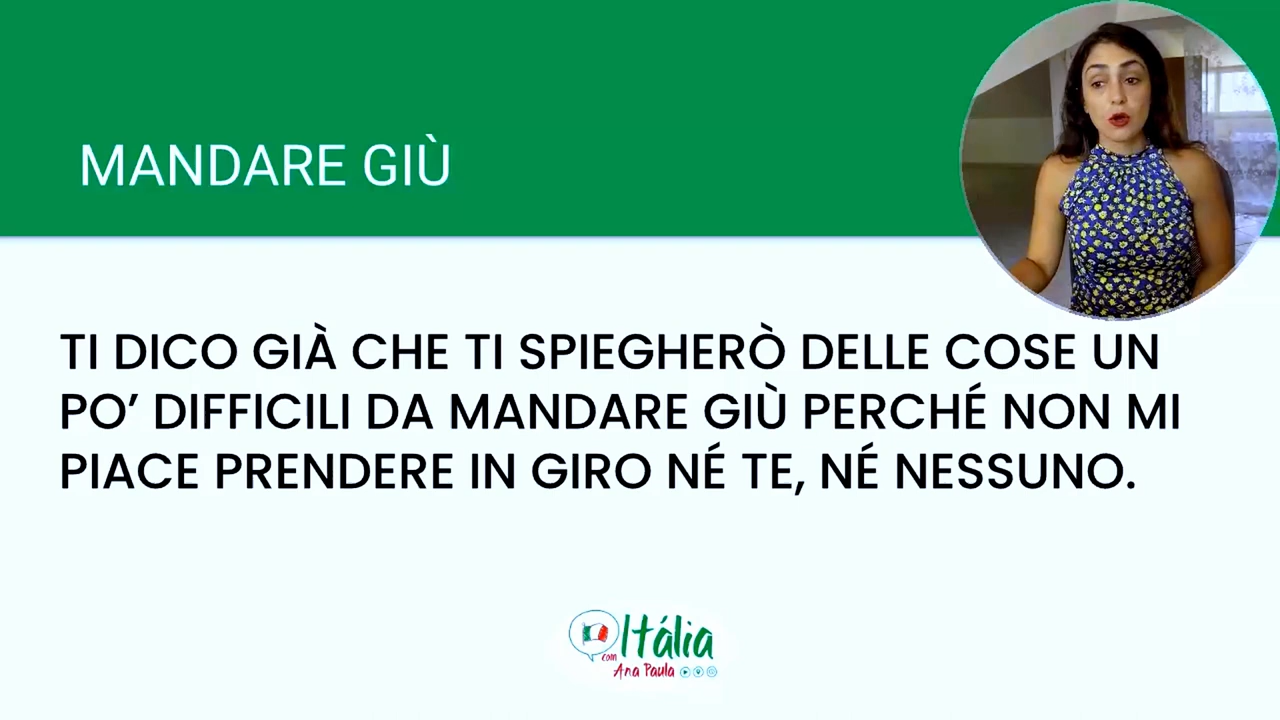 MANDARE GIÙ
TI DICO GIÀ CHE TI SPIEGHERÒ DELLE COSE UN
PO’ DIFFICILI DA MANDARE GIÙ PERCHÉ NON MI
PIACE PRENDERE IN GIRO NÉ TE, NÉ NESSUNO.
Itália
com
Ana Paula